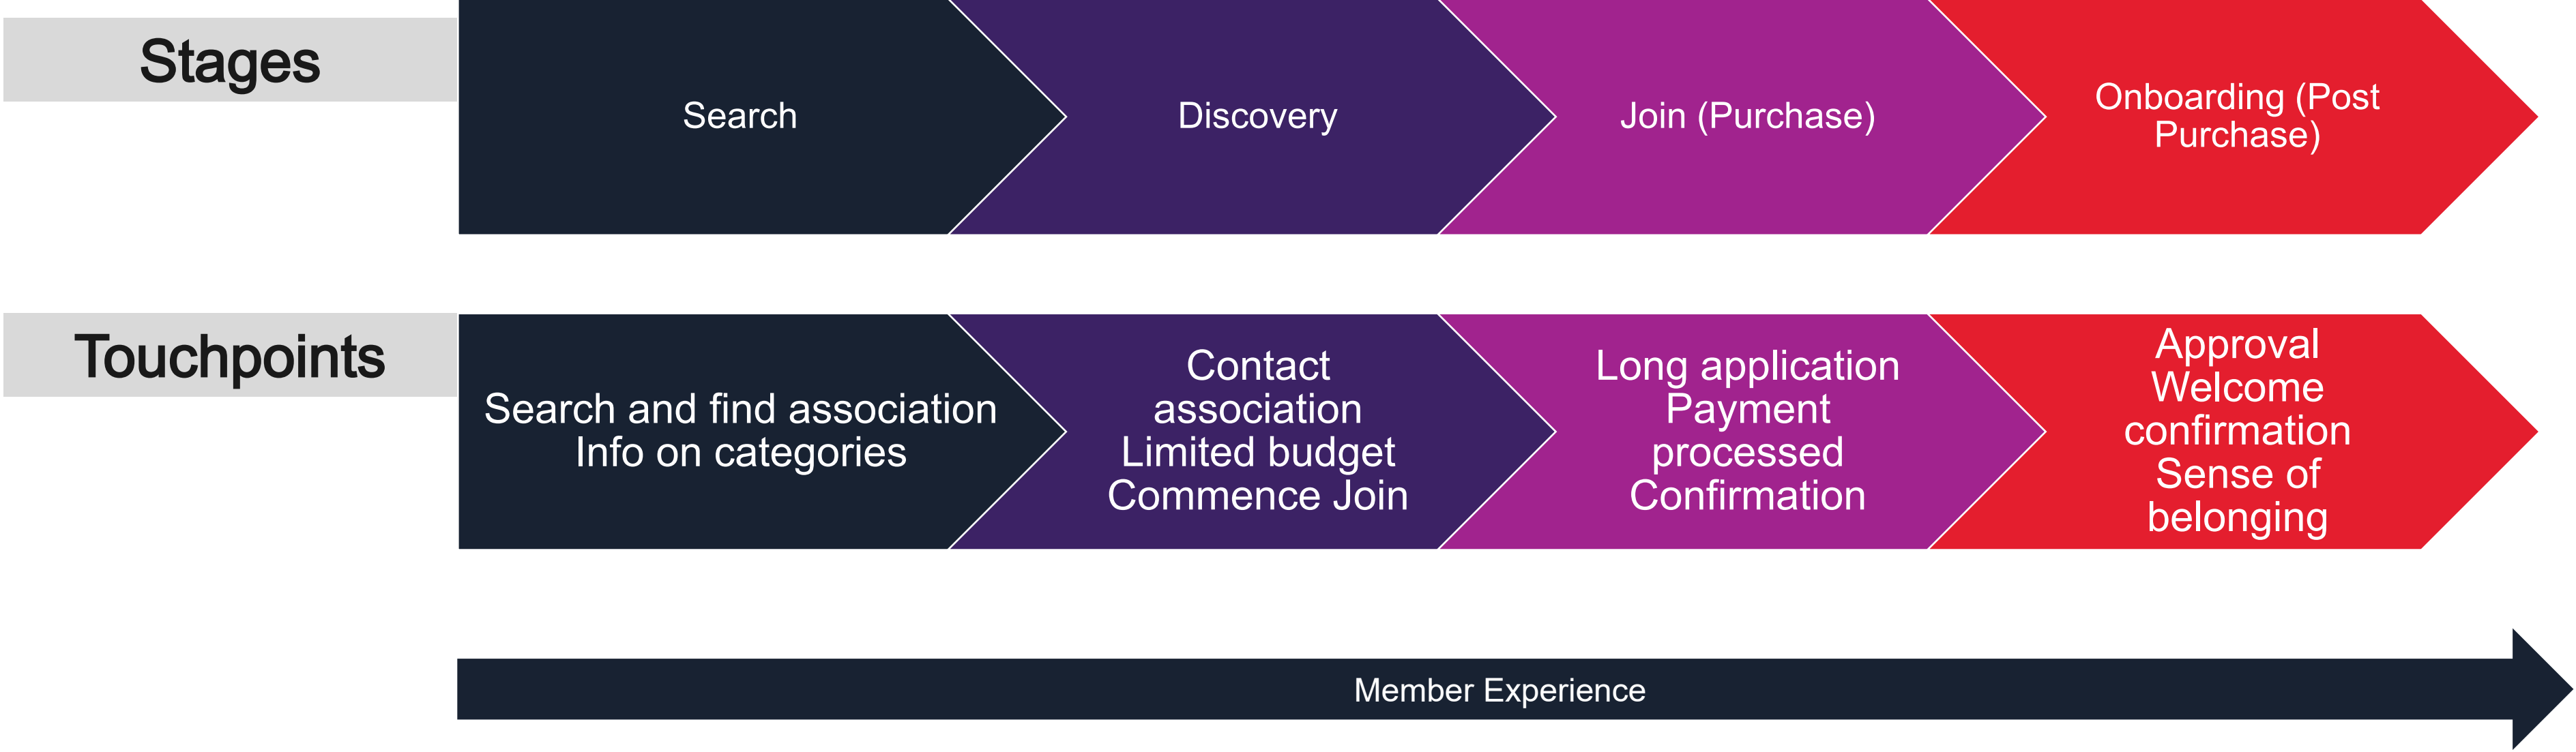 Stages
Search
Discovery
Join (Purchase)
Onboarding (Post
Purchase)
Touchpoints
Search and find association
Info on categories
Contact
association
Limited budget
Commence Join
Long application
Payment
processed
Confirmation
Approval
Welcome
confirmation
Sense of
belonging
Member Experience